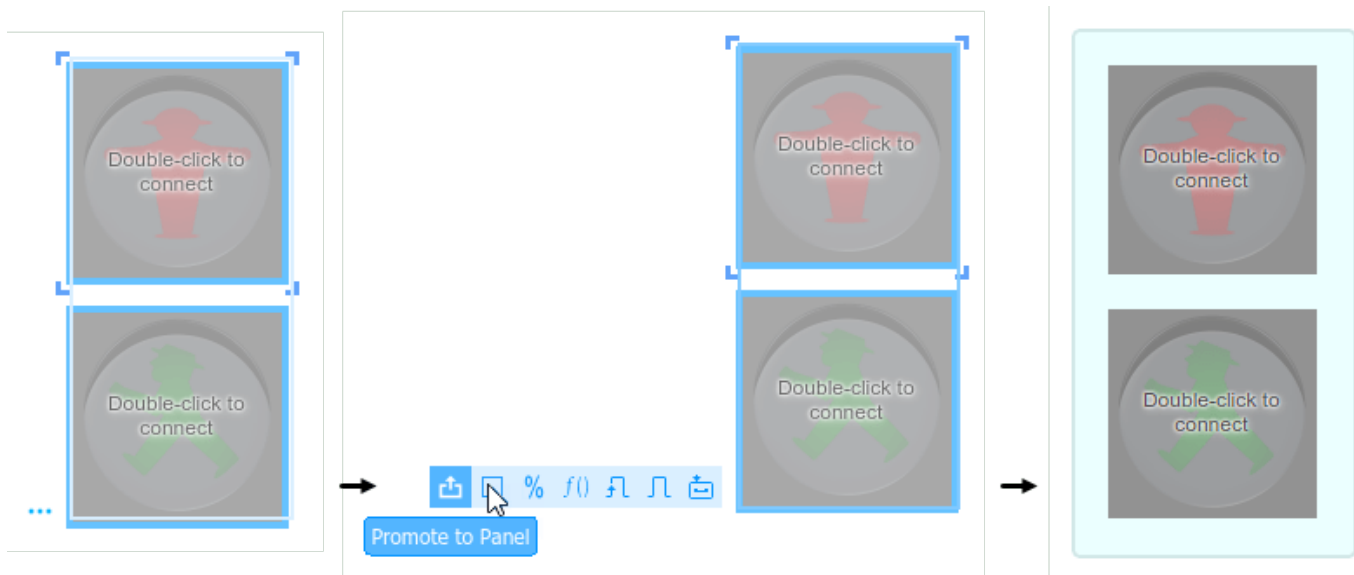 Double-click to
connect
Double-click to
connect
...
Double-click to
connect
Double-click to
connect
% f()
Promote to Panel
Double-click to
connect
Double-click to
connect